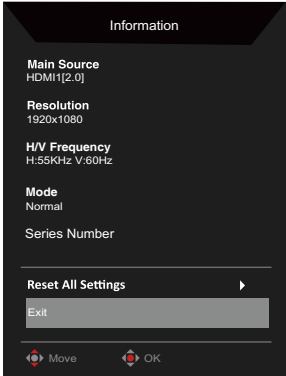 Information
Main Source
HDMI1[2.0]
Resolution
1920x1080
H/V Frequency
H:55KHz V:60Hz
Mode
Normal
Series Number
Reset All Settings
Exit
Move OK